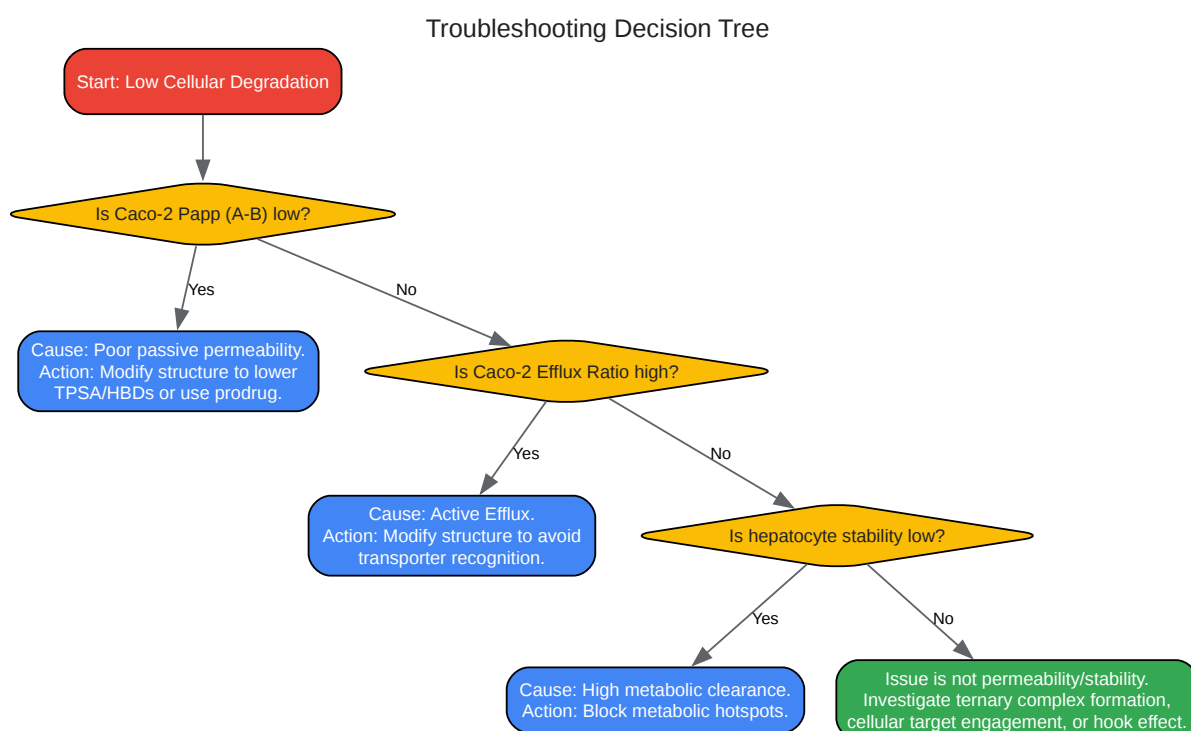 Troubleshooting Decision Tree
Start: Low Cellular Degradation
Is Caco-2 Papp (A-B) low?
Yes
No
Cause: Poor passive permeability.
Action: Modify structure to lower
TPSA/HBDs or use prodrug.
Is Caco-2 Efflux Ratio high?
Yes
No
Cause: Active Efflux.
Action: Modify structure to avoid
transporter recognition.
Is hepatocyte stability low?
Yes
No
Cause: High metabolic clearance.
Action: Block metabolic hotspots.
Issue is not permeability/stability.
Investigate ternary complex formation,
cellular target engagement, or hook effect.